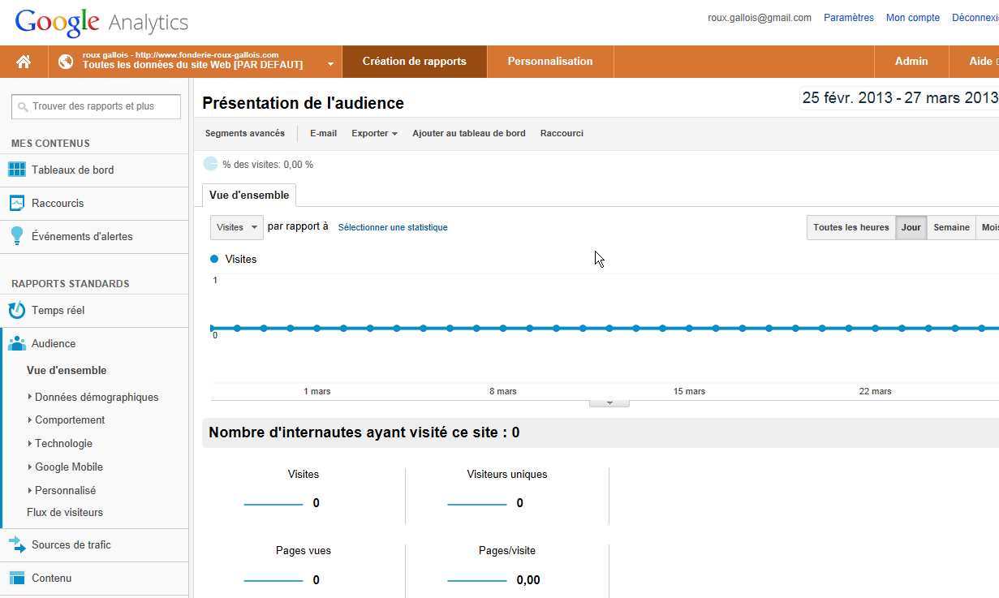 Google Analytics
roux.gallois@gmail.com Paramètres Mon compte Déconnexi
roux gallois - http://www.fonderie-roux-gallois.com
Toutes les données du site Web [PAR DEFAUT]
Création de rapports
Personnalisation
Admin
Aide
Trouver des rapports et plus
MES CONTENUS
Tableaux de bord
Raccourcis
Événements d'alertes
RAPPORTS STANDARDS
Temps réel
Audience
Vue d'ensemble
Données démographiques
Comportement
Technologie
Google Mobile
Personnalisé
Flux de visiteurs
Sources de trafic
Contenu
Présentation de l'audience
25 févr. 2013 - 27 mars 2013
Segments avancés E-mail Exporter Ajouter au tableau de bord Raccourci
% des visites: 0,00 %
Vue d'ensemble
Visites par rapport à Sélectionner une statistique
Toutes les heures Jour Semaine Mois
Visites
1
0
1 mars 8 mars 15 mars 22 mars
Nombre d'internautes ayant visité ce site : 0
Visites
0
Visiteurs uniques
0
Pages vues
0
Pages/visite
0,00